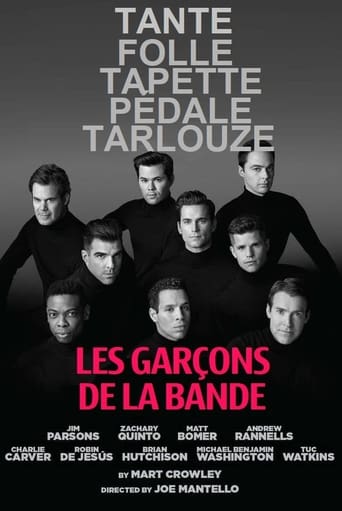 TANTE
FOLLE
TAPETTE
PÉDALE
TARLOUZE
LES GARÇONS
DE LA BANDE
JIM PARSONS ZACHARY QUINTO MATT BOMER ANDREW RANNELLS
CHARLIE CARVER ROBIN DE JESÚS BRIAN HUTCHISON MICHAEL BENJAMIN WASHINGTON TUC WATKINS
BY MART CROWLEY
DIRECTED BY JOE MANTELLO